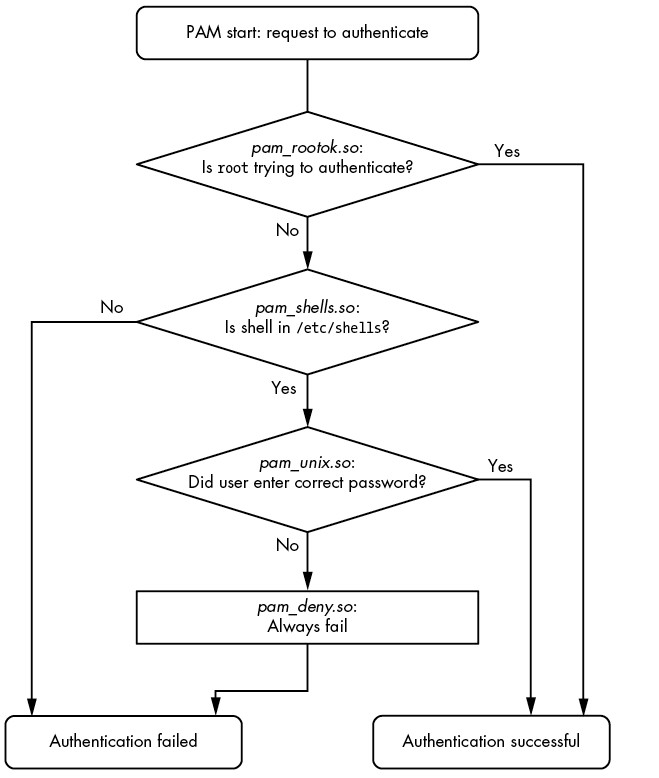 PAM start: request to authenticate
pam_rootok.so:
Is root trying to authenticate?
Yes
No
No
pam_shells.so:
Is shell in /etc/shells?
Yes
pam_unix.so:
Did user enter correct password?
Yes
No
pam_deny.so:
Always fail
Authentication failed
Authentication successful